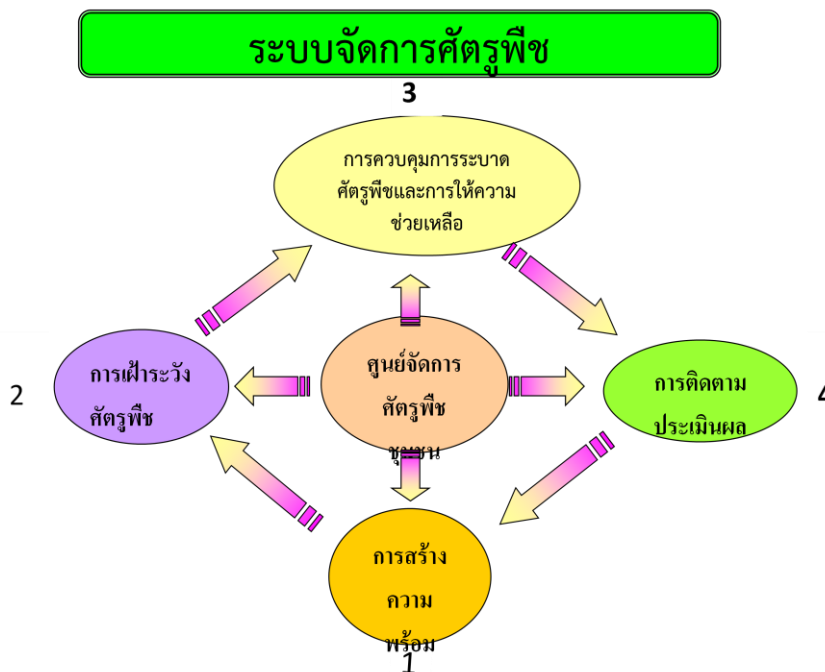 ระบบจัดการศัตรูพืช
3
การควบคุมการระบาด
ศัตรูพืชและการให้ความ
ช่วยเหลือ
2
การเฝ้าระวัง
ศัตรูพืช
ศูนย์จัดการ
ศัตรูพืช
ชุมชน
การติดตาม
ประเมินผล
4
การสร้าง
ความ
พร้อม
1